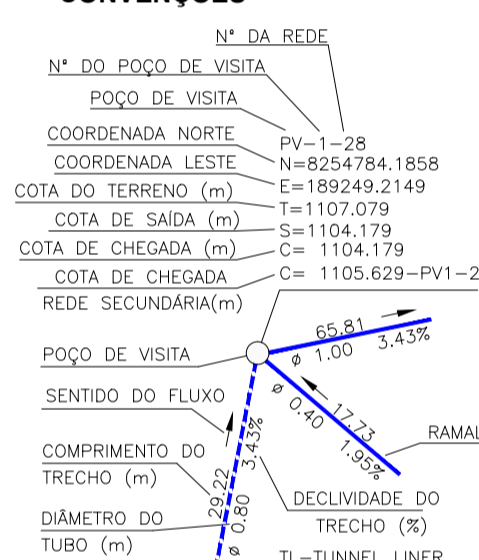 CONVENÇÕES
Nº DA REDE
Nº DO POÇO DE VISITA
POÇO DE VISITA
COORDENADA NORTE
COORDENADA LESTE
COTA DO TERRENO (m)
COTA DE SAÍDA (m)
COTA DE CHEGADA (m)
COTA DE CHEGADA
REDE SECUNDÁRIA(m)
PV-1-28
N=8254784.1858
E=189249.2149
T=1107.079
S=1104.179
C= 1104.179
C= 1105.629-PV1-2
POÇO DE VISITA
65.81
ø 1.00 3.43%
SENTIDO DO FLUXO
17.73
ø 0.40 1.95%
RAMAL
COMPRIMENTO DO
TRECHO (m)
29.22
ø 0.80 3.43%
DIÂMETRO DO
TUBO (m)
DECLIVIDADE DO
TRECHO (%)
TL-TUNNEL LINER